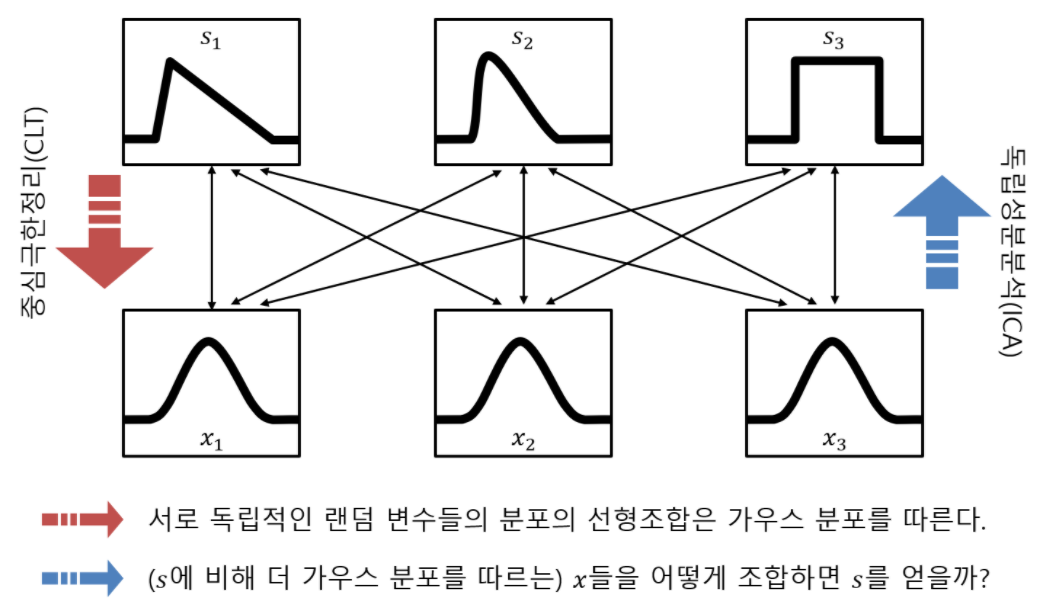 s₁
s₂
s₃
중심극한정리(CLT)
독립성분분석(ICA)
x₁
x₂
x₃
서로 독립적인 랜덤 변수들의 분포의 선형조합은 가우스 분포를 따른다.
(s에 비해 더 가우스 분포를 따르는) x들을 어떻게 조합하면 s를 얻을까?